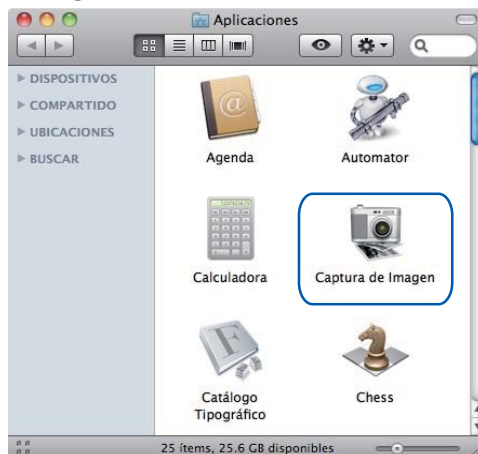 Aplicaciones
DISPOSITIVOS
COMPARTIDO
UBICACIONES
BUSCAR
Agenda
Automator
Calculadora
Captura de Imagen
Catálogo
Tipográfico
Chess
25 ítems, 25.6 GB disponibles